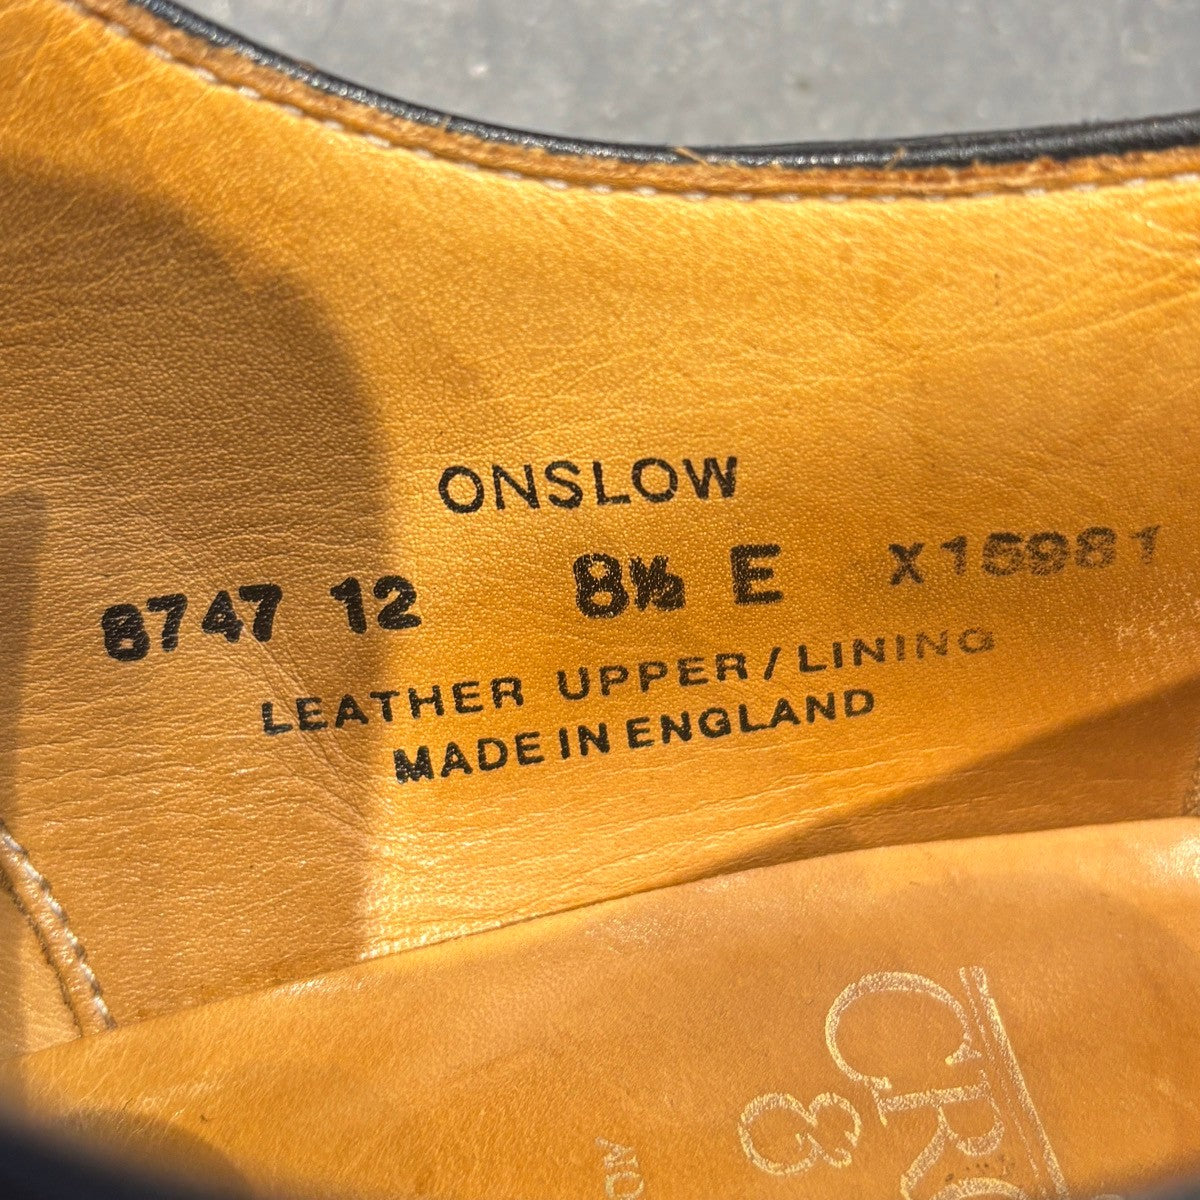 ONSLOW
8747 12 8½ E X15981
LEATHER UPPER/LINING
MADE IN ENGLAND
&